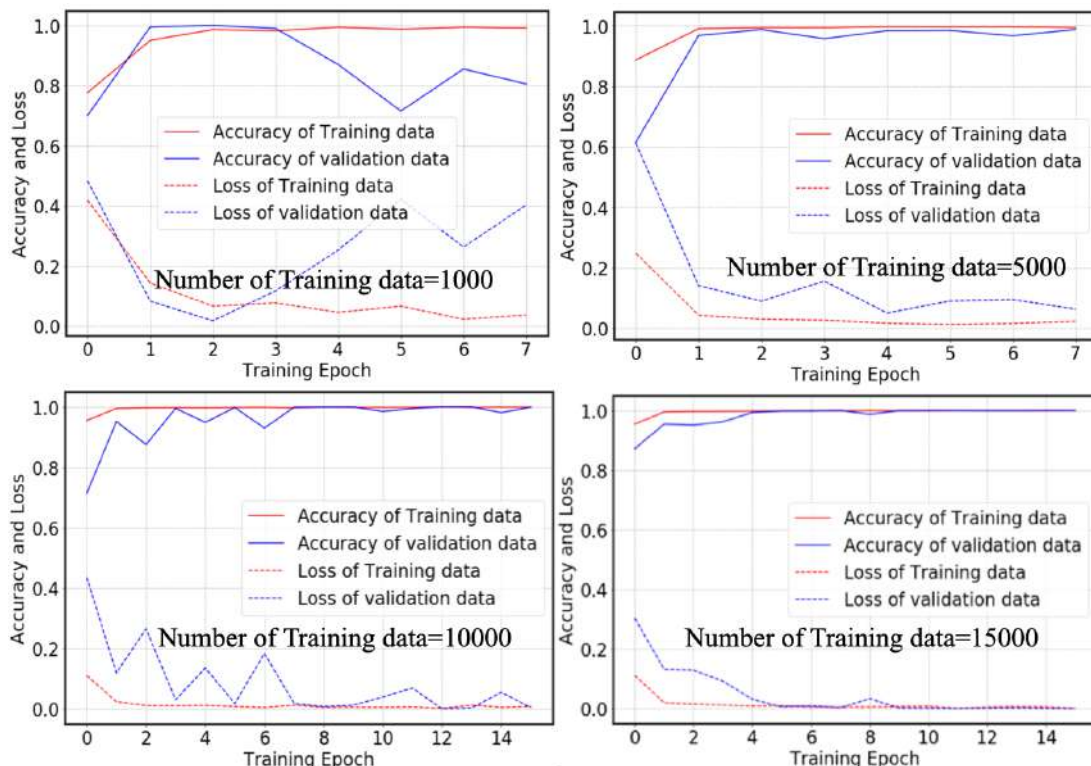 Accuracy and Loss
1.0
0.8
0.6
0.4
0.2
0.0
Accuracy of Training data
Accuracy of validation data
Loss of Training data
Loss of validation data
Number of Training data=1000
0 1 2 3 4 5 6 7
Training Epoch
Accuracy and Loss
1.0
0.8
0.6
0.4
0.2
0.0
Accuracy of Training data
Accuracy of validation data
Loss of Training data
Loss of validation data
Number of Training data=5000
0 1 2 3 4 5 6 7
Training Epoch
Accuracy and Loss
1.0
0.8
0.6
0.4
0.2
0.0
Accuracy of Training data
Accuracy of validation data
Loss of Training data
Loss of validation data
Number of Training data=10000
0 2 4 6 8 10 12 14
Training Epoch
Accuracy and Loss
1.0
0.8
0.6
0.4
0.2
0.0
Accuracy of Training data
Accuracy of validation data
Loss of Training data
Loss of validation data
Number of Training data=15000
0 2 4 6 8 10 12 14
Training Epoch